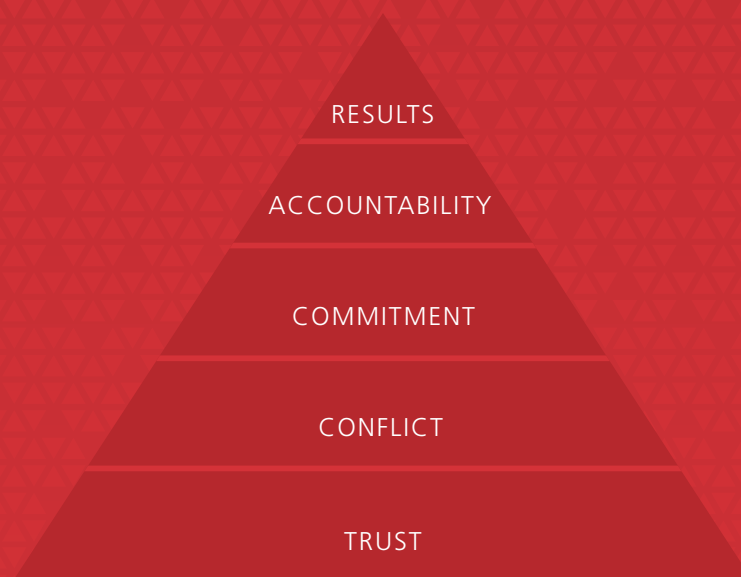 RESULTS
ACCOUNTABILITY
COMMITMENT
CONFLICT
TRUST